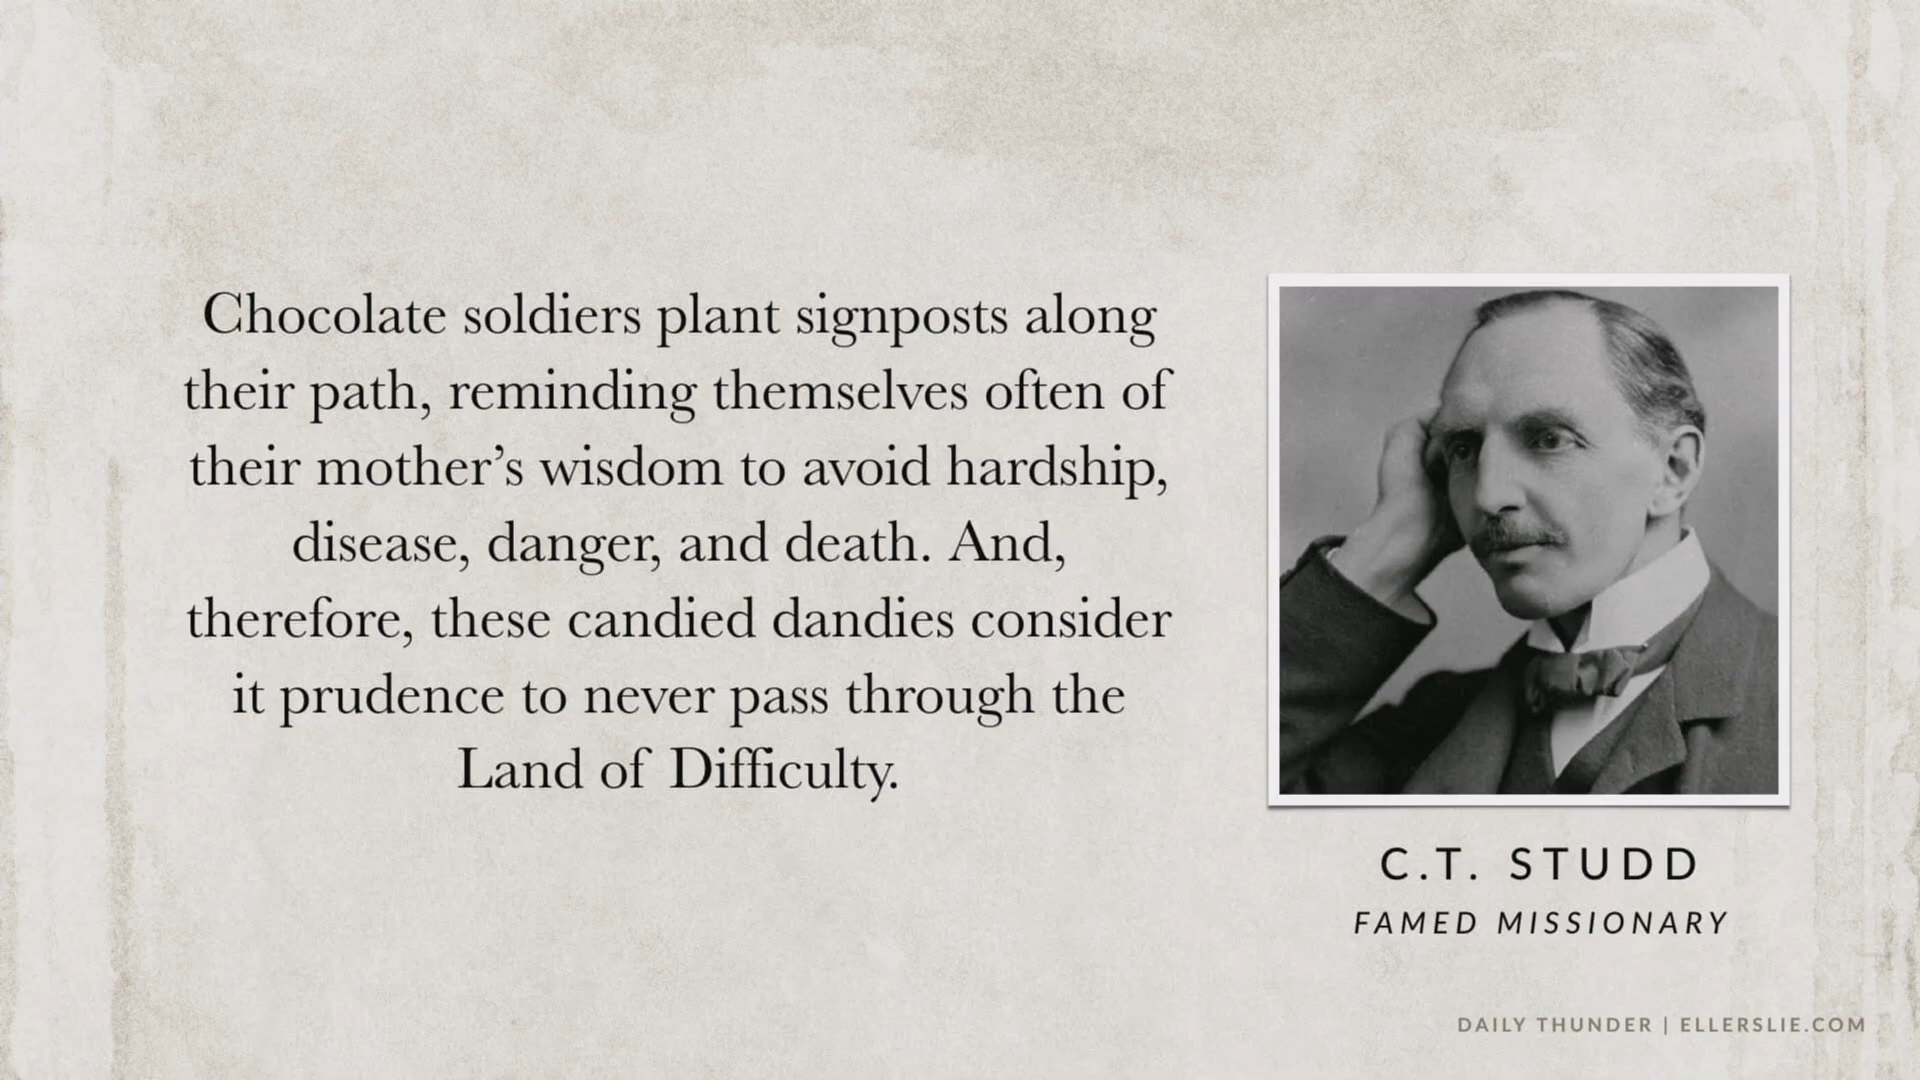 Chocolate soldiers plant signposts along
their path, reminding themselves often of
their mother’s wisdom to avoid hardship,
disease, danger, and death. And,
therefore, these candied dandies consider
it prudence to never pass through the
Land of Difficulty.
C.T. STUDD
FAMED MISSIONARY
DAILY THUNDER | ELLERSLIE.COM